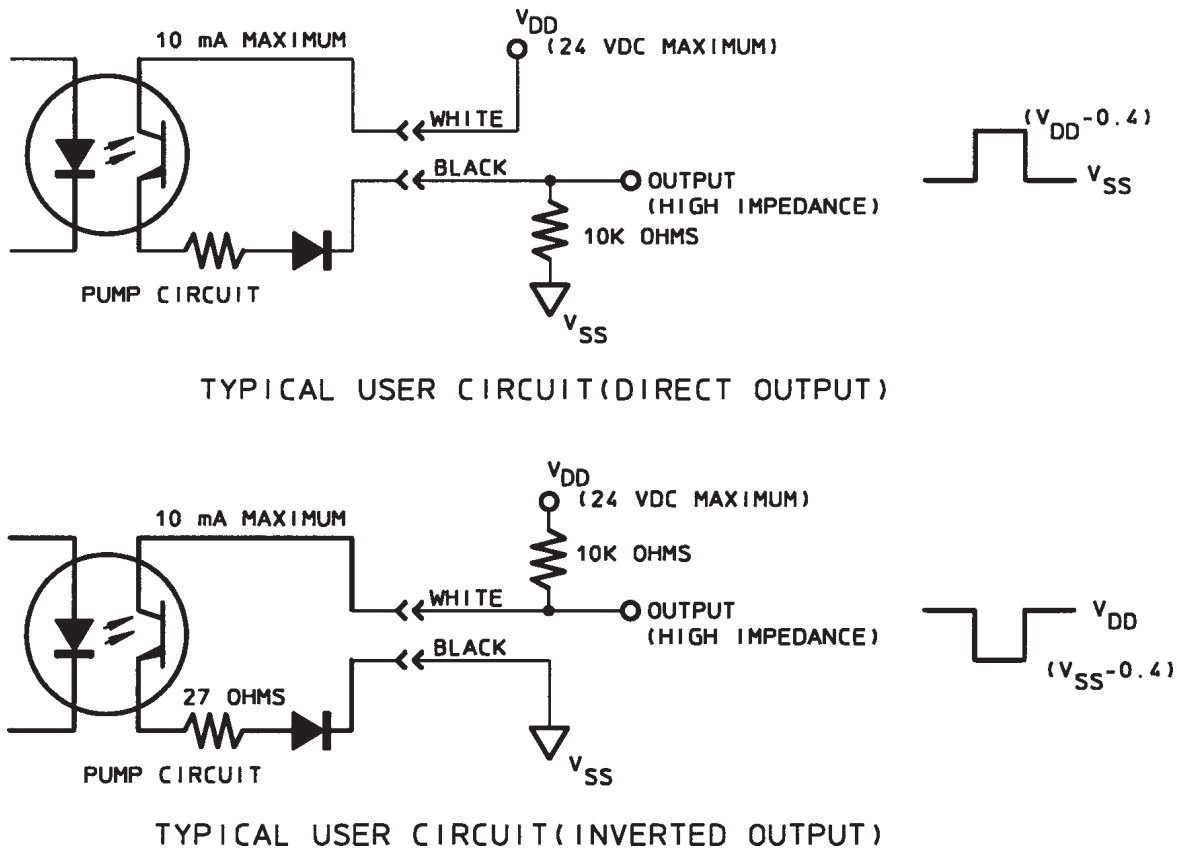 10 mA MAXIMUM
VDD
(24 VDC MAXIMUM)
WHITE
BLACK
OUTPUT
(HIGH IMPEDANCE)
10K OHMS
VSS
PUMP CIRCUIT
(VDD-0.4)
VSS
TYPICAL USER CIRCUIT(DIRECT OUTPUT)
10 mA MAXIMUM
VDD
(24 VDC MAXIMUM)
10K OHMS
WHITE
OUTPUT
(HIGH IMPEDANCE)
BLACK
27 OHMS
VSS
PUMP CIRCUIT
VDD
(VSS-0.4)
TYPICAL USER CIRCUIT(INVERTED OUTPUT)